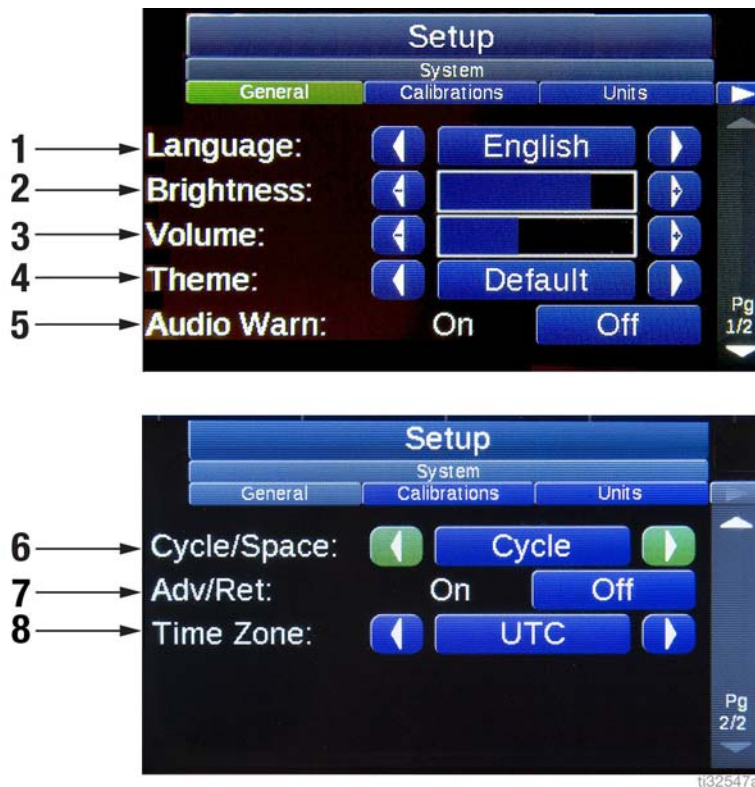 Setup
System
General Calibrations Units
1 Language: English
2 Brightness: - +
3 Volume: - +
4 Theme: Default
5 Audio Warn: On Off
Pg
1/2
Setup
System
General Calibrations Units
6 Cycle/Space: Cycle
7 Adv/Ret: On Off
8 Time Zone: UTC
Pg
2/2
ti32547a